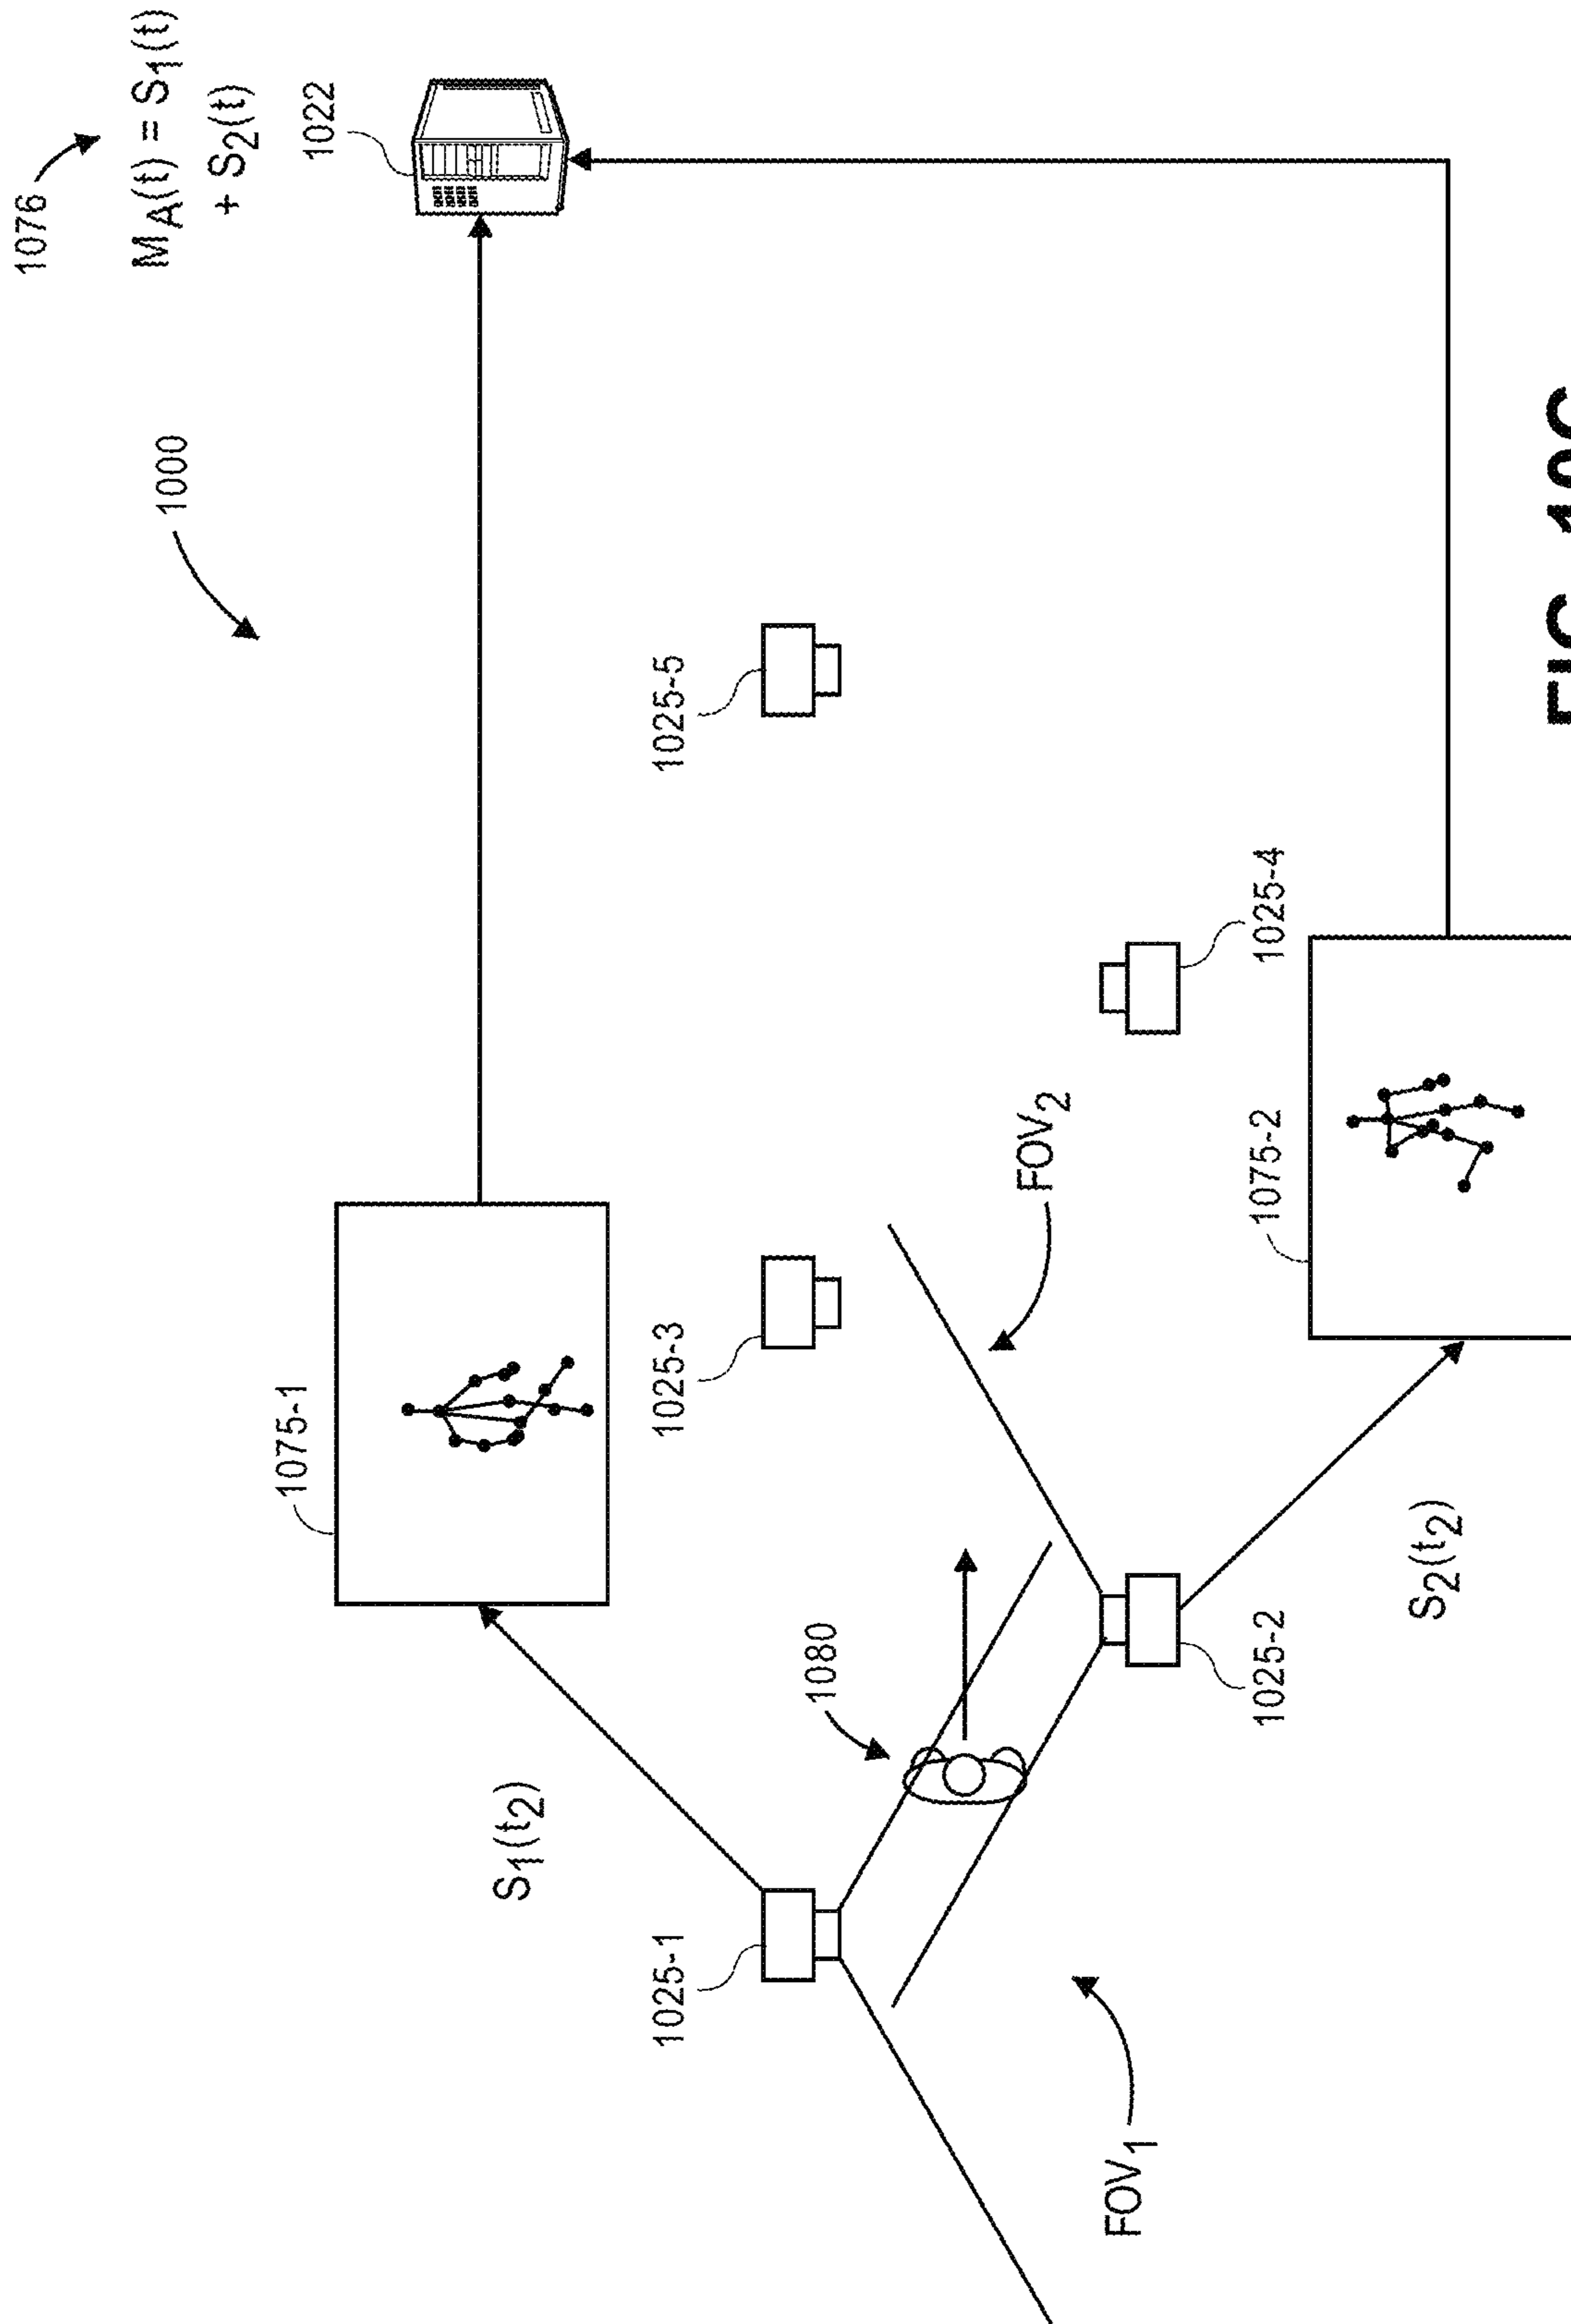 1076
M_A(t) = S_1(t)
+ S_2(t)
1000
1022
1075-1
S_1(t_2)
1025-1
1025-3
1025-5
1080
FOV_2
FOV_1
1025-2
1075-2
1025-4
S_2(t_2)
FIG